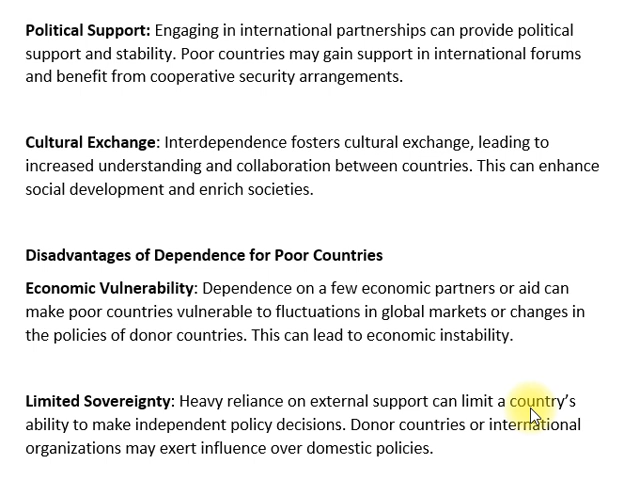 Political Support: Engaging in international partnerships can provide political
support and stability. Poor countries may gain support in international forums
and benefit from cooperative security arrangements.
Cultural Exchange: Interdependence fosters cultural exchange, leading to
increased understanding and collaboration between countries. This can enhance
social development and enrich societies.
Disadvantages of Dependence for Poor Countries
Economic Vulnerability: Dependence on a few economic partners or aid can
make poor countries vulnerable to fluctuations in global markets or changes in
the policies of donor countries. This can lead to economic instability.
Limited Sovereignty: Heavy reliance on external support can limit a country’s
ability to make independent policy decisions. Donor countries or international
organizations may exert influence over domestic policies.